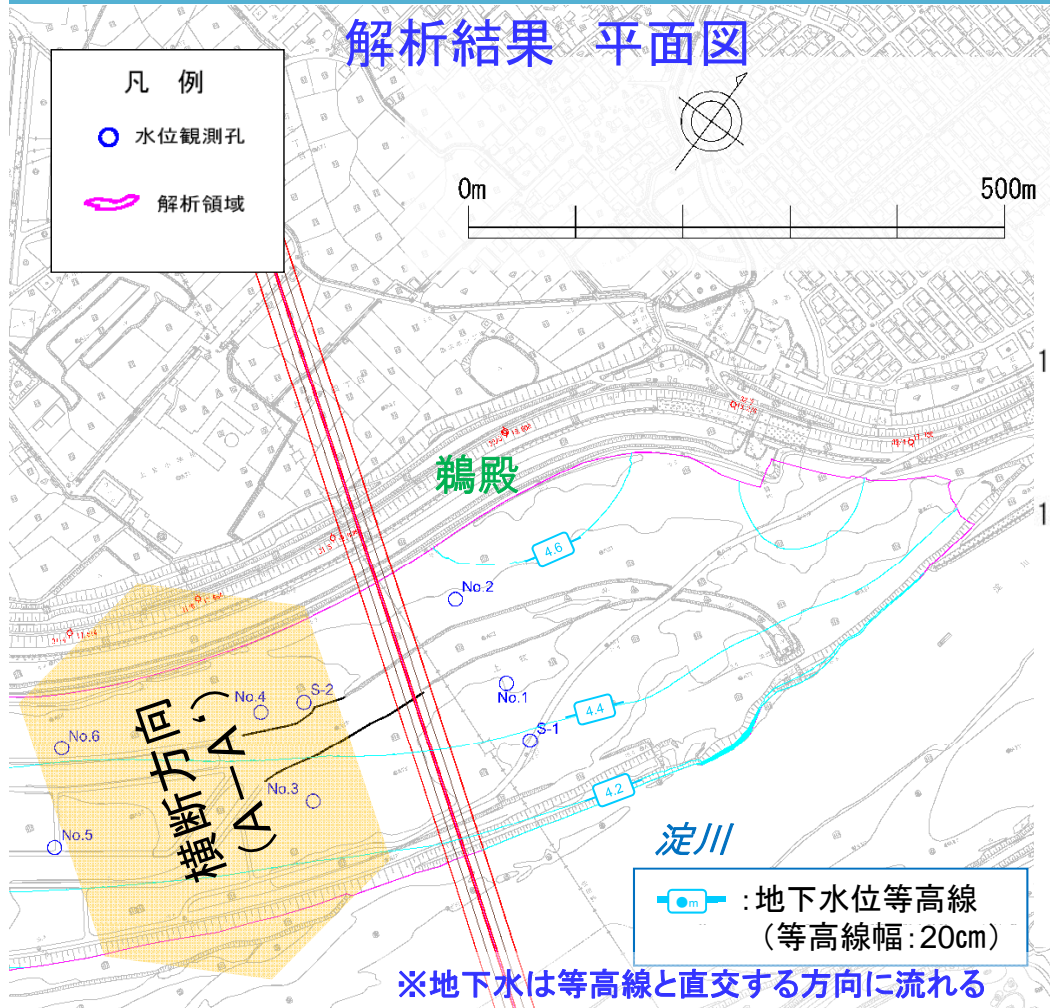 解析結果 平面図
凡 例
水位観測孔
解析領域
0m
500m
1
1
鵜殿
4.6
No.2
No.1
S-1
4.4
4.2
S-2
No.4
No.6
No.3
No.5
横断方向
(A－A‘)
淀川
●m
:地下水位等高線
(等高線幅:20㎝)
※地下水は等高線と直交する方向に流れる